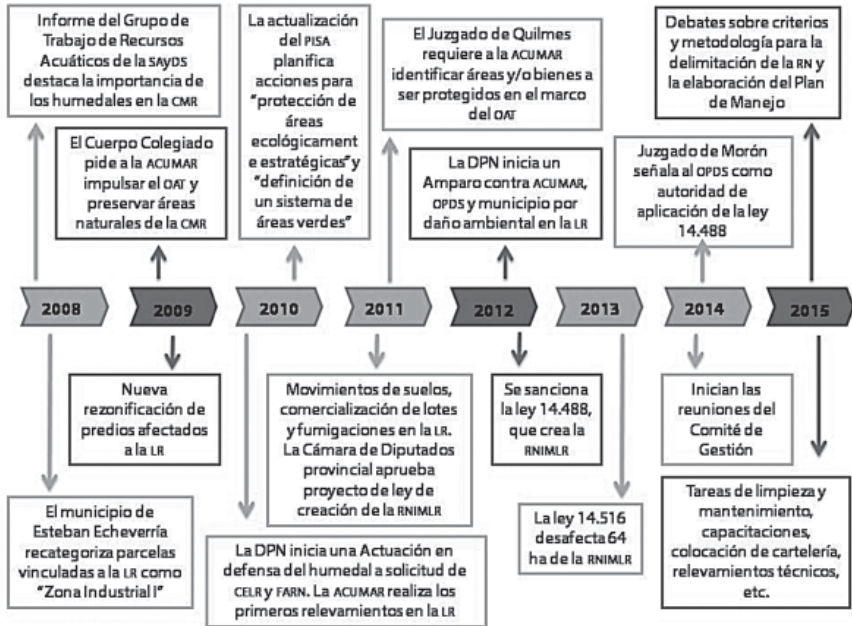 Informe del Grupo de
Trabajo de Recursos
Acuáticos de la SAyDS
destaca la importancia de
los humedales en la CMR
El Cuerpo Colegiado
pide a la ACUMAR
impulsar el OAT y
preservar áreas
naturales de la CMR
La actualización
del PISA
planifica
acciones para
"protección de
áreas
ecológicament
e estratégicas" y
"definición de
un sistema de
áreas verdes"
El Juzgado de Quilmes
requiere a la ACUMAR
identificar áreas y/o bienes a
ser protegidos en el marco
del OAT
La DPN inicia un
Amparo contra ACUMAR,
OPDS y municipio por
daño ambiental en la LR
Juzgado de Morón
señala al OPDS como
autoridad de
aplicación de la ley
14.488
Debates sobre criterios
y metodología para la
delimitación de la RN y
la elaboración del Plan
de Manejo
2008
2009
2010
2011
2012
2013
2014
2015
El municipio de
Esteban Echeverría
recategoriza parcelas
vinculadas a la LR como
"Zona Industrial I"
Nueva
rezonificación de
predios afectados
a la LR
La DPN inicia una Actuación en
defensa del humedal a solicitud de
CELR y FARN. La ACUMAR realiza los
primeros relevamientos en la LR
Movimientos de suelos,
comercialización de lotes
y fumigaciones en la LR.
La Cámara de Diputados
provincial aprueba
proyecto de ley de
creación de la RNIMLR
Se sanciona
la ley 14.488,
que crea la
RNIMLR
La ley 14.516
desafecta 64
ha de la RNIMLR
Inician las
reuniones del
Comité de
Gestión
Tareas de limpieza y
mantenimiento,
capacitaciones,
colocación de cartelería,
relevamientos técnicos,
etc.